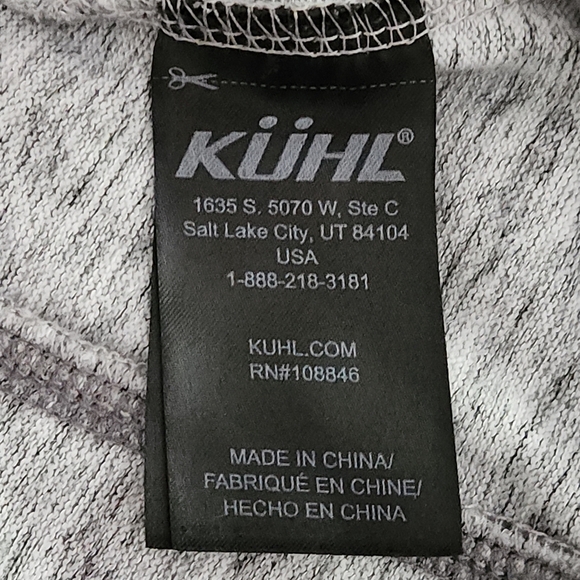 KÜHL®
1635 S. 5070 W, Ste C
Salt Lake City, UT 84104
USA
1-888-218-3181
KUHL.COM
RN#108846
MADE IN CHINA/
FABRIQUÉ EN CHINE/
HECHO EN CHINA